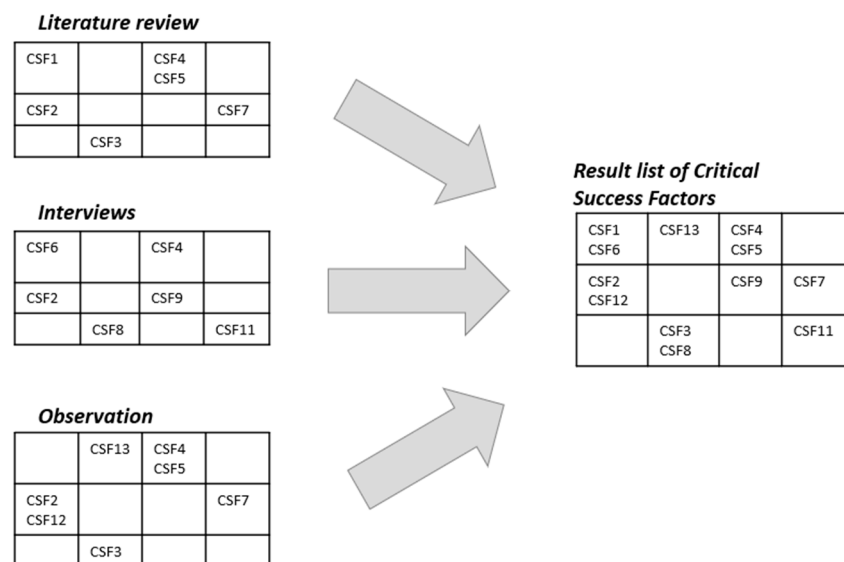 Literature review
CSF1 CSF4
CSF5
CSF2 CSF7
CSF3
Interviews
CSF6 CSF4
CSF2 CSF9
CSF8 CSF11
Observation
CSF13 CSF4
CSF5
CSF2 CSF7
CSF12
CSF3
Result list of Critical
Success Factors
CSF1 CSF13 CSF4
CSF6 CSF5
CSF2 CSF9 CSF7
CSF12
CSF3 CSF11
CSF8